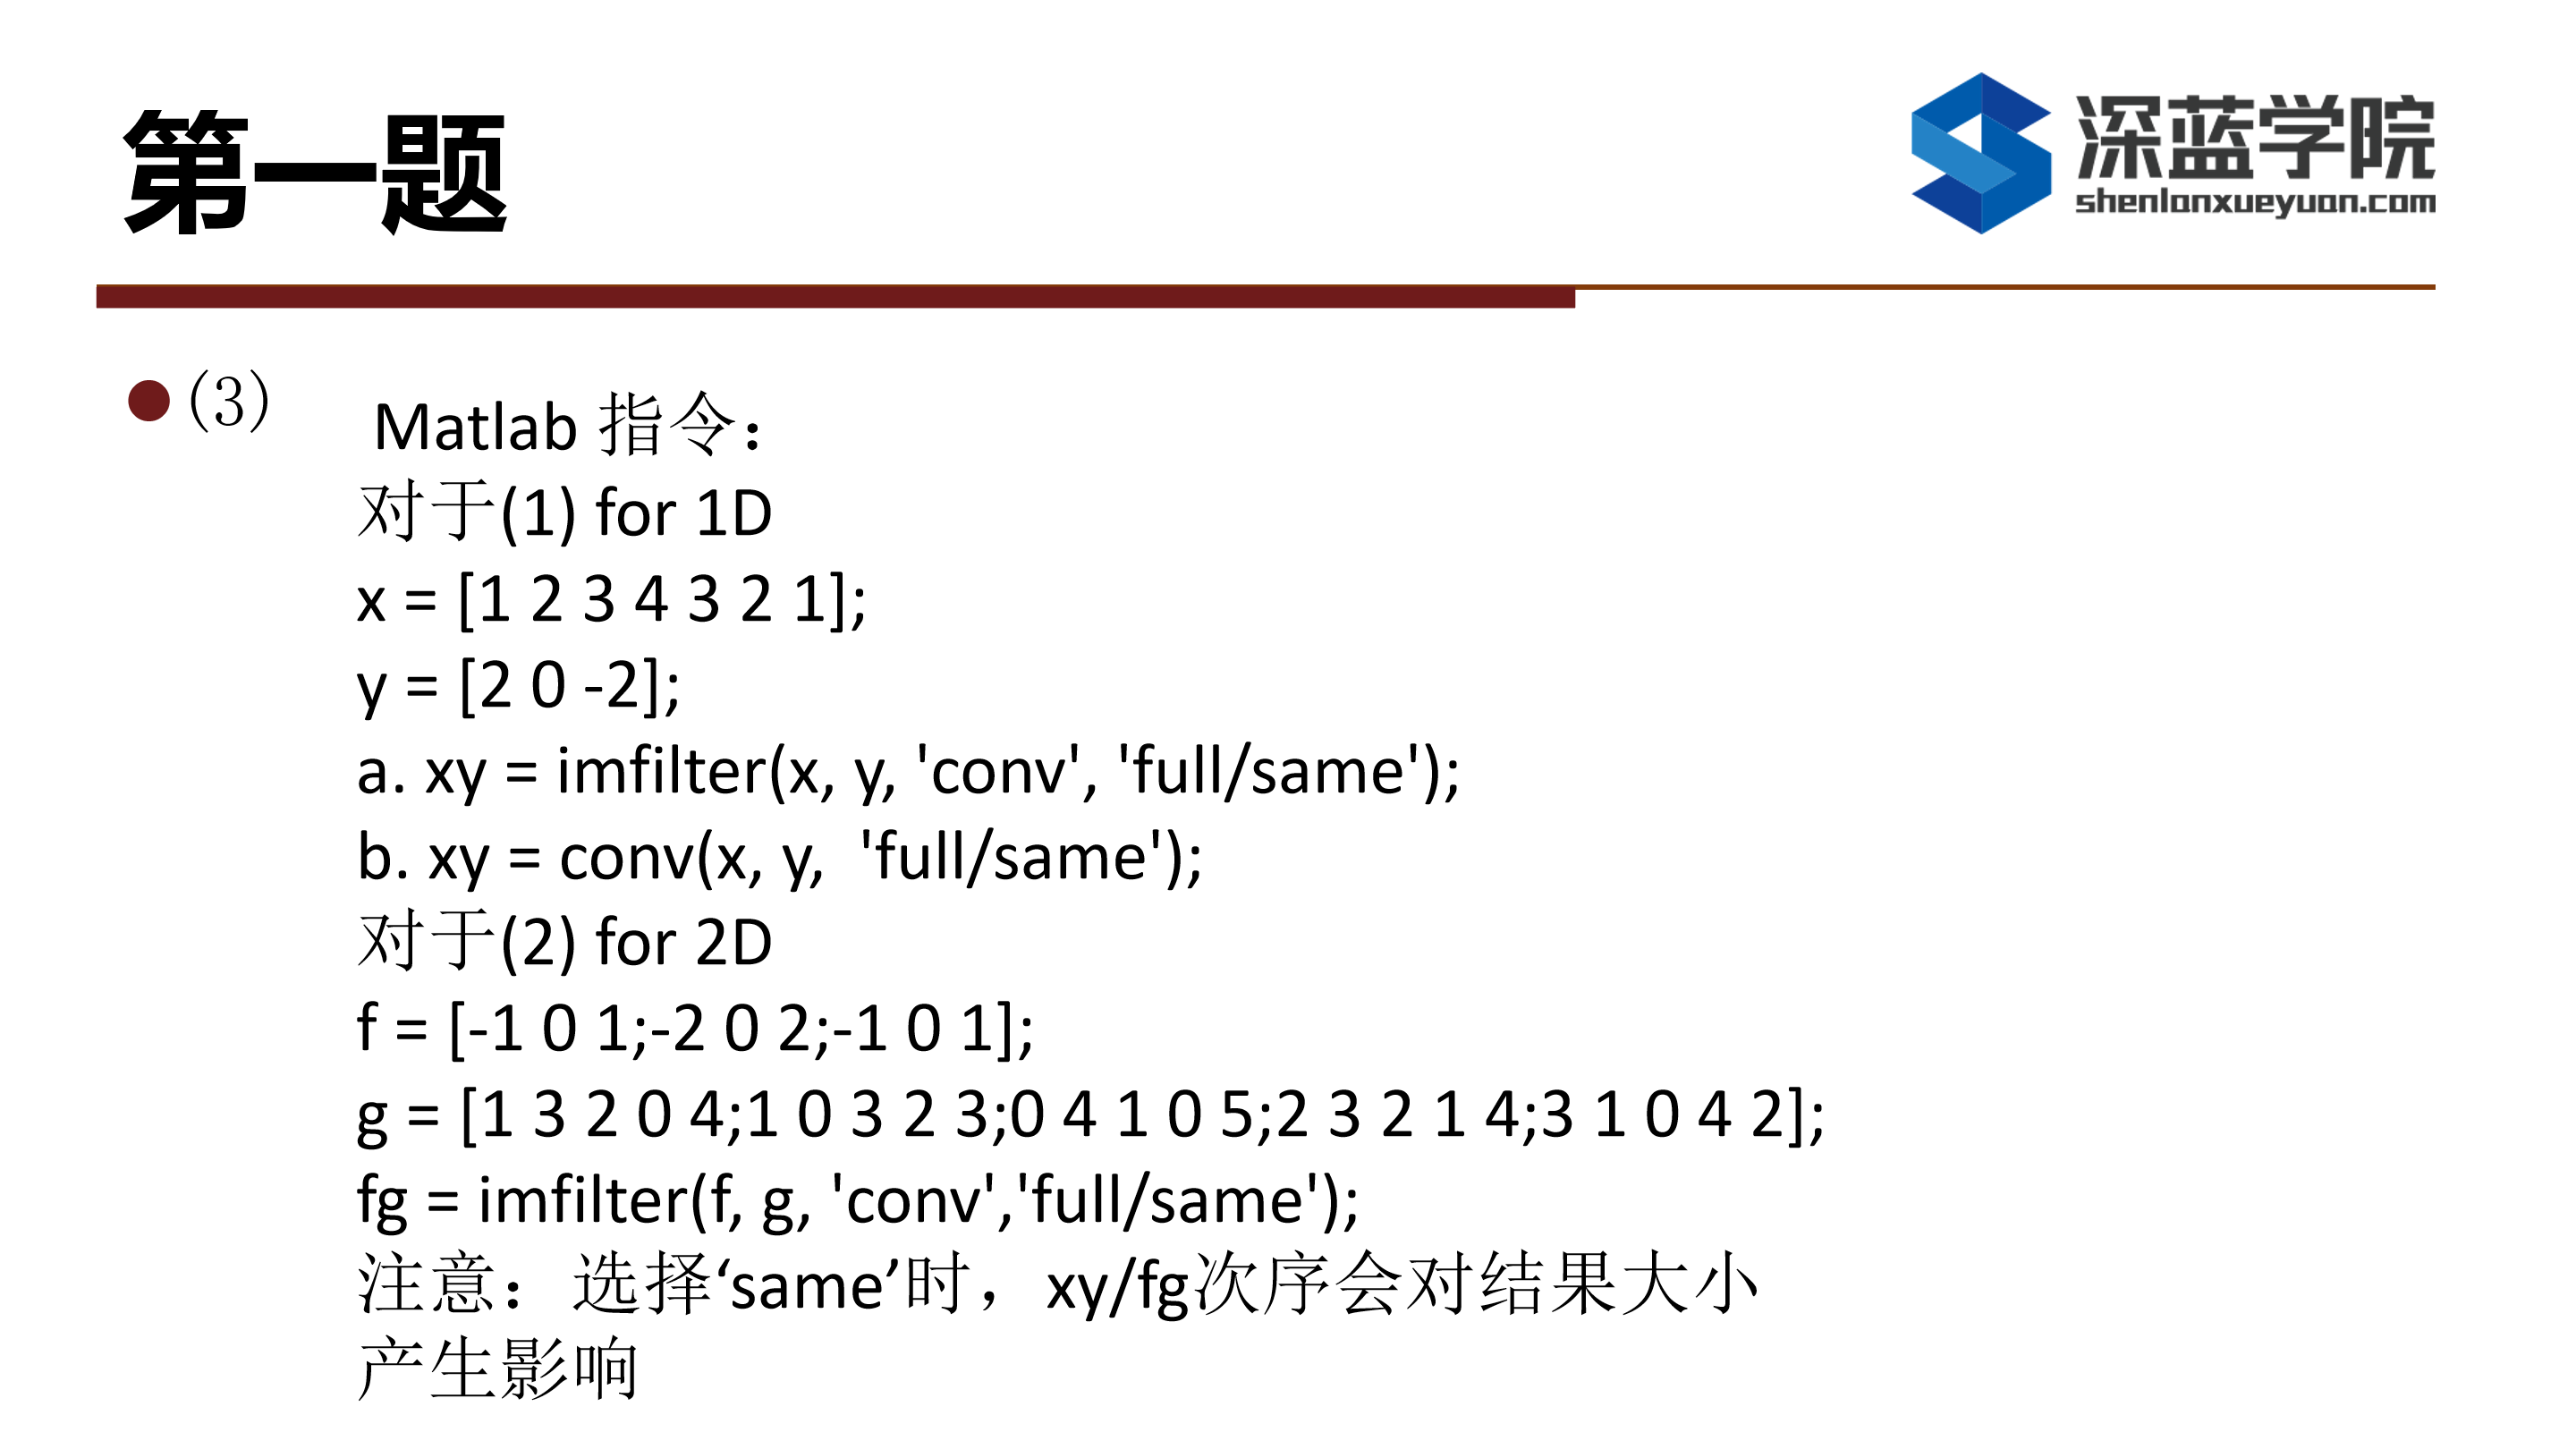 第一题
深蓝学院
shenlanxueyuan.com
(3)
Matlab 指令：
对于(1) for 1D
x = [1 2 3 4 3 2 1];
y = [2 0 -2];
a. xy = imfilter(x, y, 'conv', 'full/same');
b. xy = conv(x, y,  'full/same');
对于(2) for 2D
f = [-1 0 1;-2 0 2;-1 0 1];
g = [1 3 2 0 4;1 0 3 2 3;0 4 1 0 5;2 3 2 1 4;3 1 0 4 2];
fg = imfilter(f, g, 'conv','full/same');
注意：选择‘same’时，xy/fg次序会对结果大小
产生影响